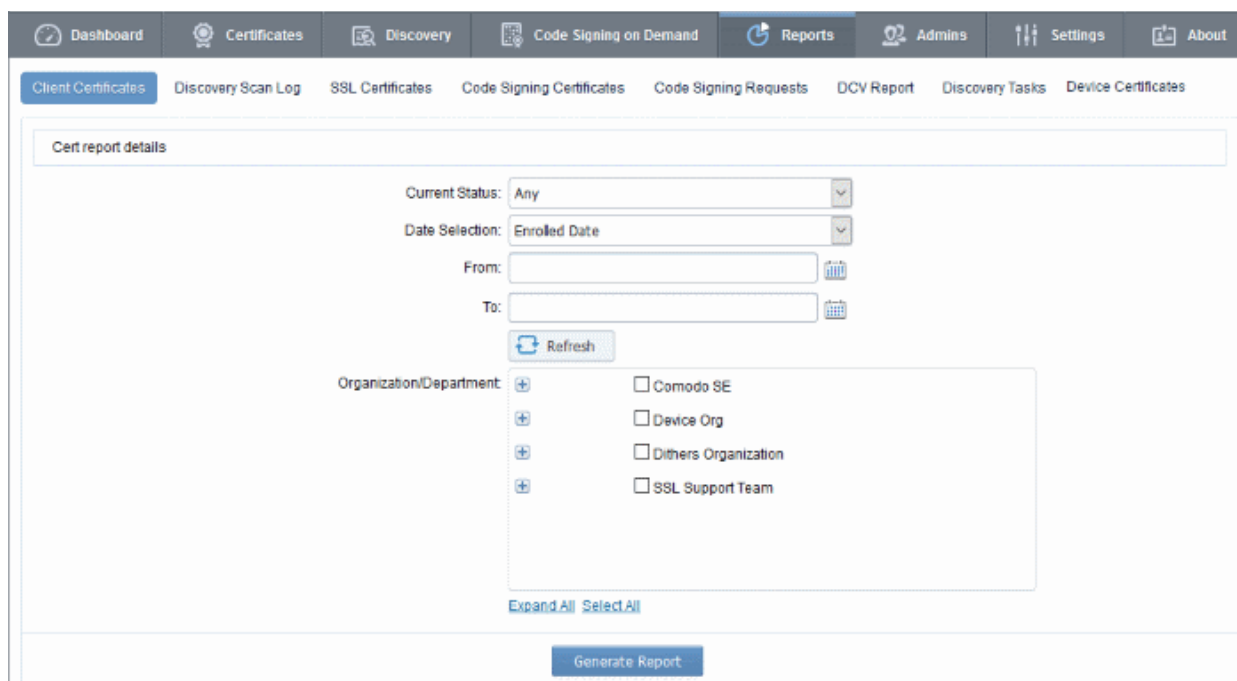 Dashboard Certificates Discovery Code Signing on Demand Reports Admins Settings About
Client Certificates Discovery Scan Log SSL Certificates Code Signing Certificates Code Signing Requests DCV Report Discovery Tasks Device Certificates
Cert report details
Current Status: Any
Date Selection: Enrolled Date
From:
To:
Refresh
Organization/Department: Comodo SE
Device Org
Dithers Organization
SSL Support Team
Expand All Select All
Generate Report